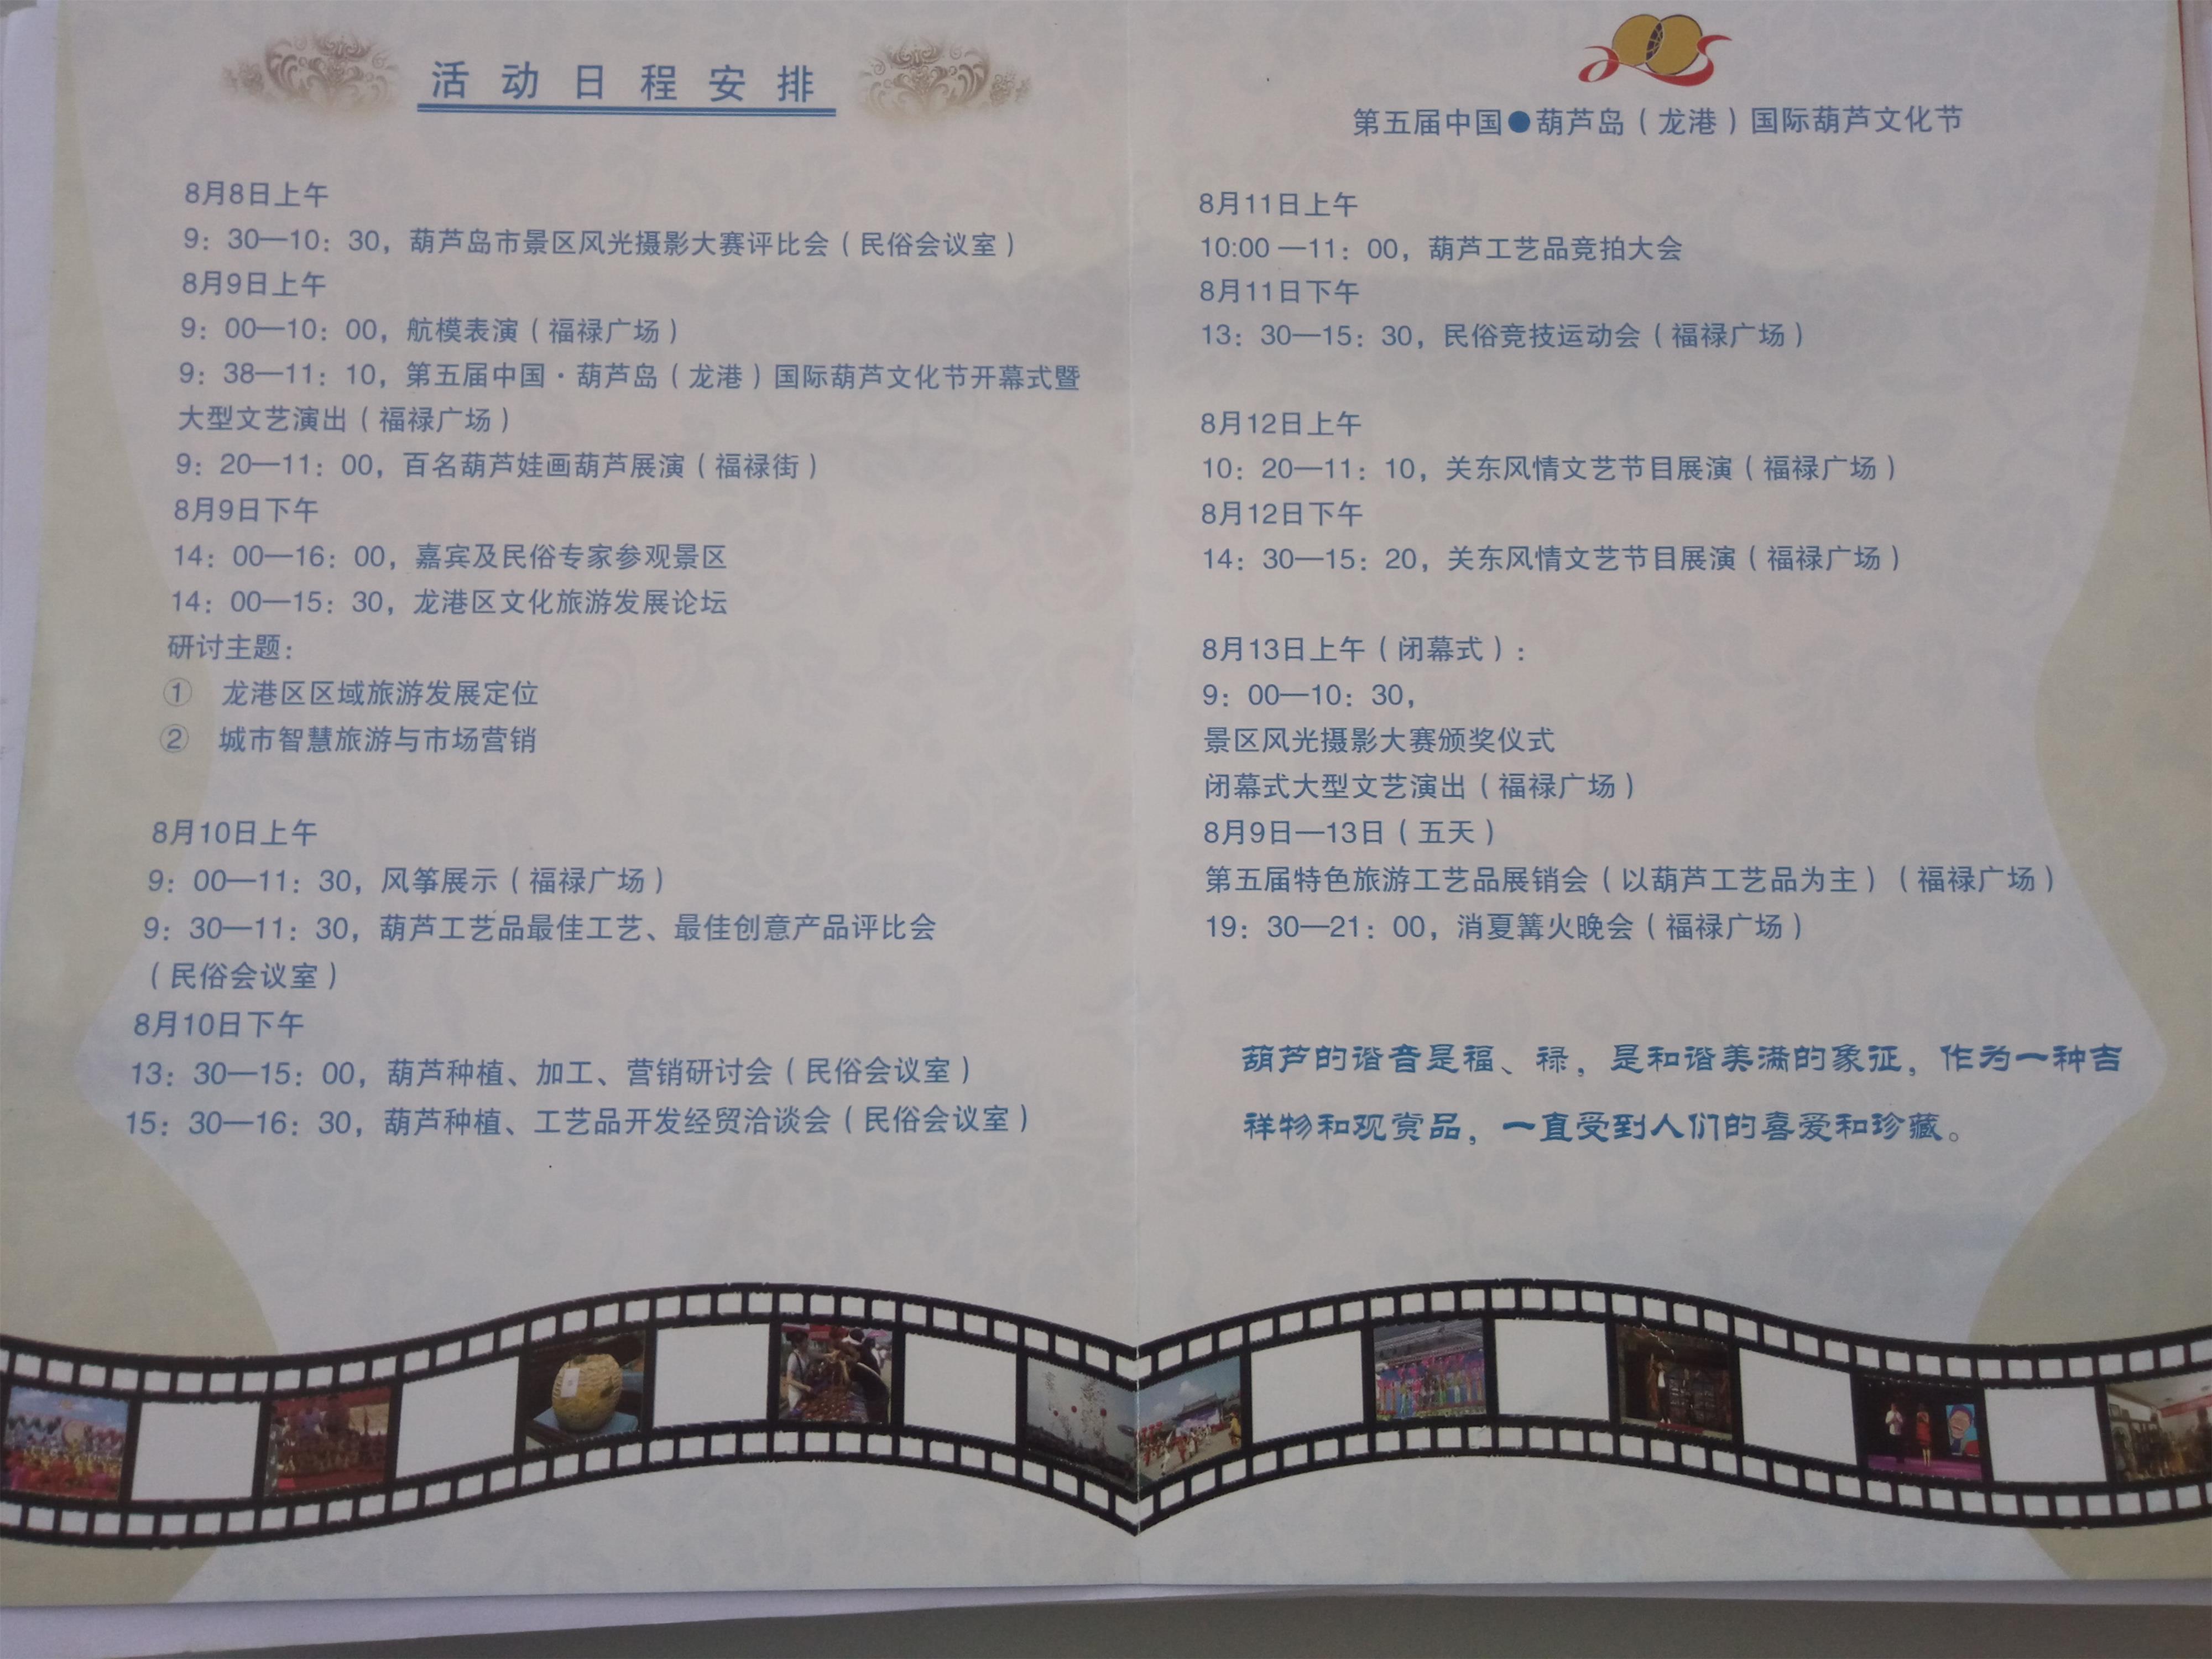 活动日程安排
8月8日上午
9：30—10：30，葫芦岛市景区风光摄影大赛评比会（民俗会议室）
8月9日上午
9：00—10：00，航模表演（福禄广场）
9：38—11：10，第五届中国·葫芦岛（龙港）国际葫芦文化节开幕式暨
大型文艺演出（福禄广场）
9：20—11：00，百名葫芦娃画葫芦展演（福禄街）
8月9日下午
14：00—16：00，嘉宾及民俗专家参观景区
14：00—15：30，龙港区文化旅游发展论坛
研讨主题：
① 龙港区区域旅游发展定位
② 城市智慧旅游与市场营销
8月10日上午
9：00—11：30，风筝展示（福禄广场）
9：30—11：30，葫芦工艺品最佳工艺、最佳创意产品评比会
（民俗会议室）
8月10日下午
13：30—15：00，葫芦种植、加工、营销研讨会（民俗会议室）
15：30—16：30，葫芦种植、工艺品开发经贸洽谈会（民俗会议室）
第五届中国●葫芦岛（龙港）国际葫芦文化节
8月11日上午
10:00 —11：00，葫芦工艺品竞拍大会
8月11日下午
13：30—15：30，民俗竞技运动会（福禄广场）
8月12日上午
10：20—11：10，关东风情文艺节目展演（福禄广场）
8月12日下午
14：30—15：20，关东风情文艺节目展演（福禄广场）
8月13日上午（闭幕式）：
9：00—10：30，
景区风光摄影大赛颁奖仪式
闭幕式大型文艺演出（福禄广场）
8月9日—13日（五天）
第五届特色旅游工艺品展销会（以葫芦工艺品为主）（福禄广场）
19：30—21：00，消夏篝火晚会（福禄广场）
葫芦的谐音是福、禄，是和谐美满的象征，作为一种吉
祥物和观赏品，一直受到人们的喜爱和珍藏。